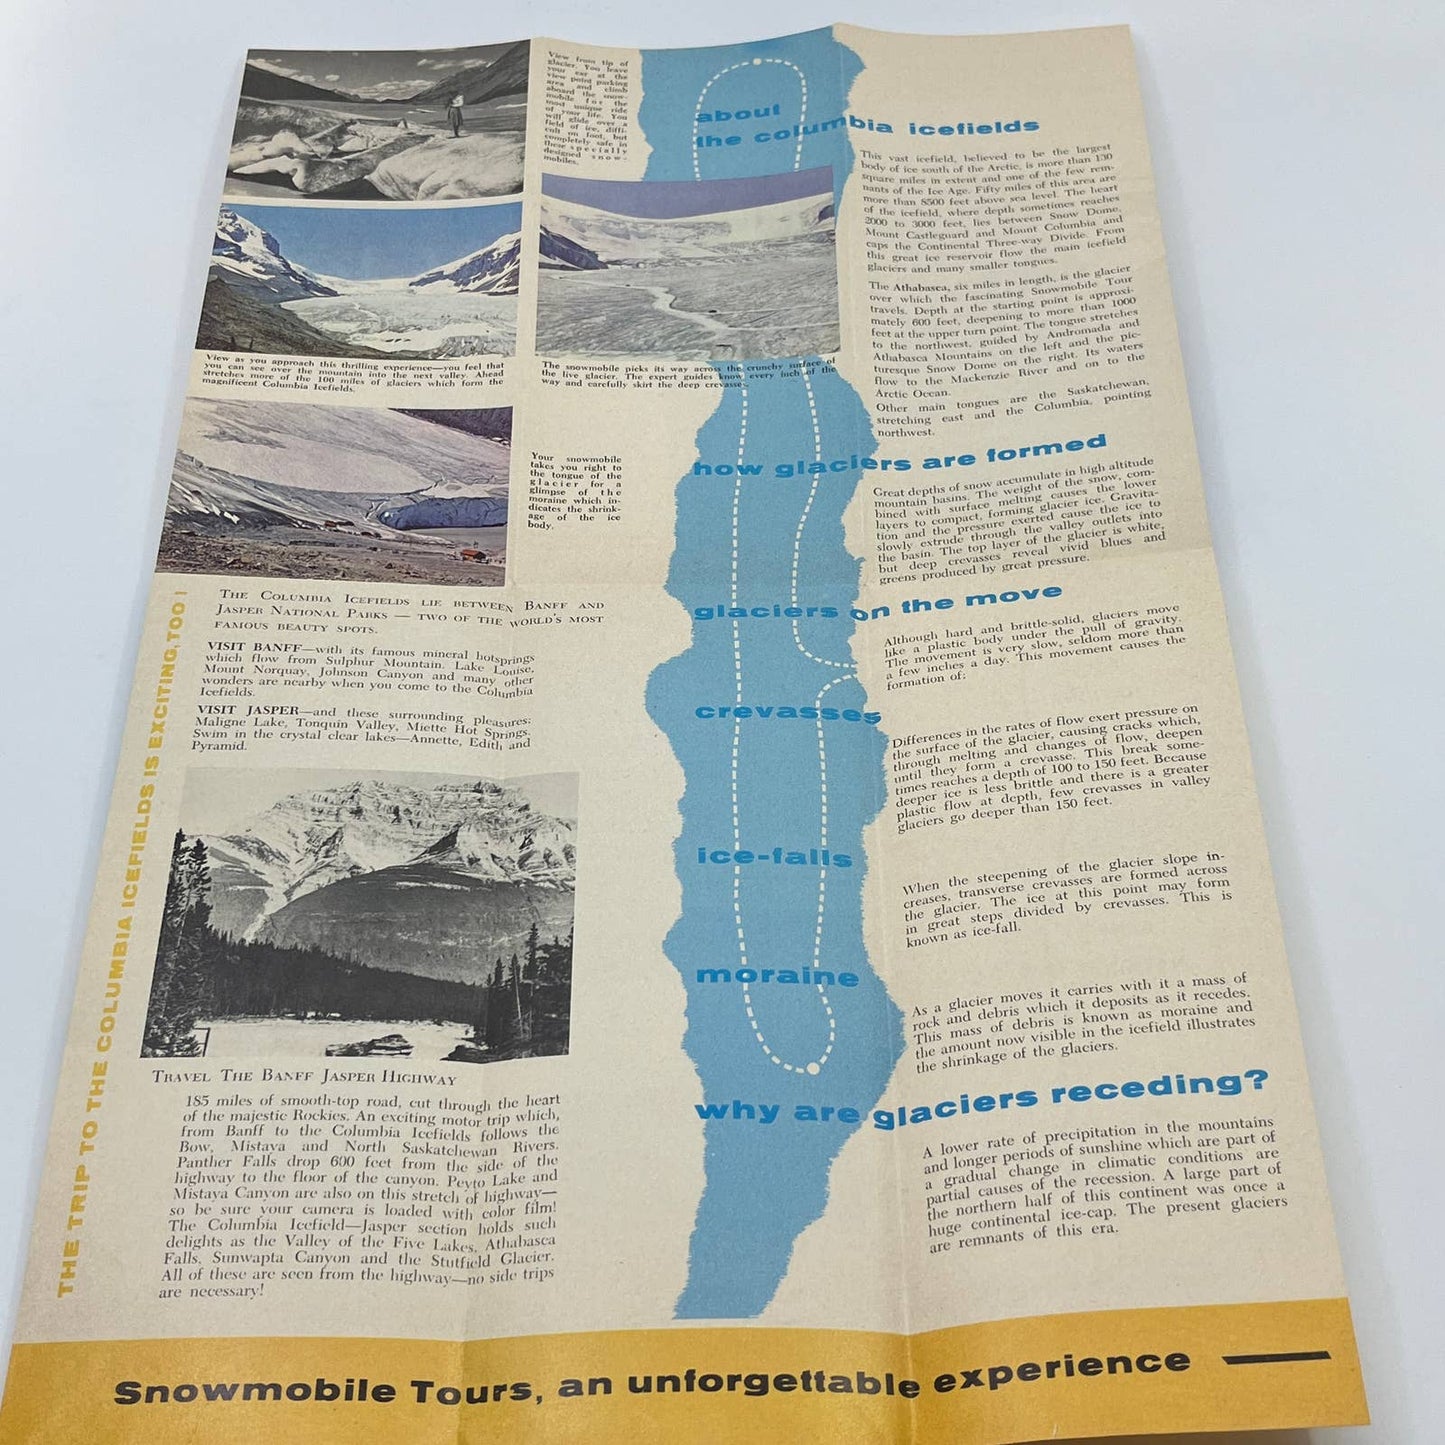 View from tip of
glacier. You leave
your car at the
view point parking
area and climb
aboard the snow-
mobile for the
most unique ride
of your life. You
will glide over a
field of ice, diffi-
cult on foot, but
completely safe in
these specially
designed snow-
mobiles.
View as you approach this thrilling experience—you feel that
you can see over the mountain into the next valley. Ahead
stretches more of the 100 miles of glaciers which form the
magnificent Columbia Icefields.
The snowmobile picks its way across the crunchy surface of
the live glacier. The expert guides know every inch of the
way and carefully skirt the deep crevasses.
Your snowmobile
takes you right to
the tongue of the
glacier for a
glimpse of the
moraine which in-
dicates the shrink-
age of the ice
body.
THE TRIP TO THE COLUMBIA ICEFIELDS IS EXCITING, TOO!
The Columbia Icefields lie between Banff and
Jasper National Parks — two of the world's most
famous beauty spots.
VISIT BANFF—with its famous mineral hotsprings
which flow from Sulphur Mountain. Lake Louise,
Mount Norquay, Johnson Canyon and many other
wonders are nearby when you come to the Columbia
Icefields.
VISIT JASPER—and these surrounding pleasures:
Maligne Lake, Tonquin Valley, Miette Hot Springs.
Swim in the crystal clear lakes—Annette, Edith and
Pyramid.
Travel The Banff Jasper Highway
185 miles of smooth-top road, cut through the heart
of the majestic Rockies. An exciting motor trip which,
from Banff to the Columbia Icefields follows the
Bow, Mistaya and North Saskatchewan Rivers.
Panther Falls drop 600 feet from the side of the
highway to the floor of the canyon. Peyto Lake and
Mistaya Canyon are also on this stretch of highway—
so be sure your camera is loaded with color film!
The Columbia Icefield—Jasper section holds such
delights as the Valley of the Five Lakes, Athabasca
Falls, Sunwapta Canyon and the Stutfield Glacier.
All of these are seen from the highway—no side trips
are necessary!
about
the columbia icefields
This vast icefield, believed to be the largest
body of ice south of the Arctic, is more than 130
square miles in extent and one of the few rem-
nants of the Ice Age. Fifty miles of this area are
more than 8500 feet above sea level. The heart
of the icefield, where depth sometimes reaches
2000 to 3000 feet, lies between Snow Dome,
Mount Castleguard and Mount Columbia and
caps the Continental Three-way Divide. From
this great ice reservoir flow the main icefield
glaciers and many smaller tongues.
The Athabasca, six miles in length, is the glacier
over which the fascinating Snowmobile Tour
travels. Depth at the starting point is approxi-
mately 600 feet, deepening to more than 1000
feet at the upper turn point. The tongue stretches
to the northwest, guided by Andromada and
Athabasca Mountains on the left and the pic-
turesque Snow Dome on the right. Its waters
flow to the Mackenzie River and on to the
Arctic Ocean.
Other main tongues are the Saskatchewan,
stretching east and the Columbia, pointing
northwest.
how glaciers are formed
Great depths of snow accumulate in high altitude
mountain basins. The weight of the snow, com-
bined with surface melting causes the lower
layers to compact, forming glacier ice. Gravita-
tion and the pressure exerted cause the ice to
slowly extrude through the valley outlets into
the basin. The top layer of the glacier is white,
but deep crevasses reveal vivid blues and
greens produced by great pressure.
glaciers on the move
Although hard and brittle-solid, glaciers move
like a plastic body under the pull of gravity.
The movement is very slow, seldom more than
a few inches a day. This movement causes the
formation of:
crevasses
Differences in the rates of flow exert pressure on
the surface of the glacier, causing cracks which,
through melting and changes of flow, deepen
until they form a crevasse. This break some-
times reaches a depth of 100 to 150 feet. Because
deeper ice is less brittle and there is a greater
plastic flow at depth, few crevasses in valley
glaciers go deeper than 150 feet.
ice-falls
When the steepening of the glacier slope in-
creases, transverse crevasses are formed across
the glacier. The ice at this point may form
in great steps divided by crevasses. This is
known as ice-fall.
moraine
As a glacier moves it carries with it a mass of
rock and debris which it deposits as it recedes.
This mass of debris is known as moraine and
the amount now visible in the icefield illustrates
the shrinkage of the glaciers.
why are glaciers receding?
A lower rate of precipitation in the mountains
and longer periods of sunshine which are part of
a gradual change in climatic conditions are
partial causes of the recession. A large part of
the northern half of this continent was once a
huge continental ice-cap. The present glaciers
are remnants of this era.
Snowmobile Tours, an unforgettable experience —